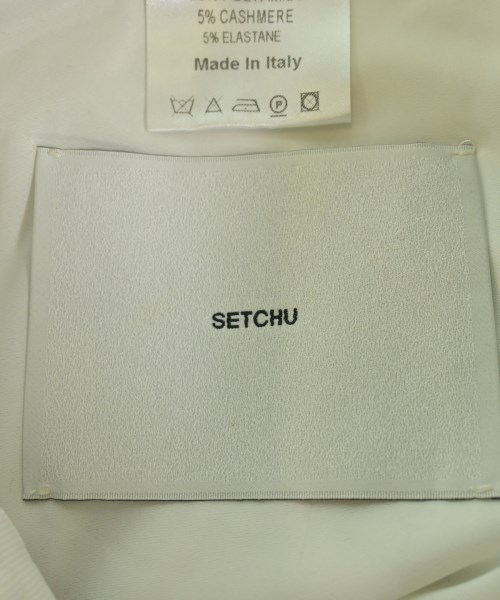 5% CASHMERE
5% ELASTANE
Made In Italy
P
SETCHU